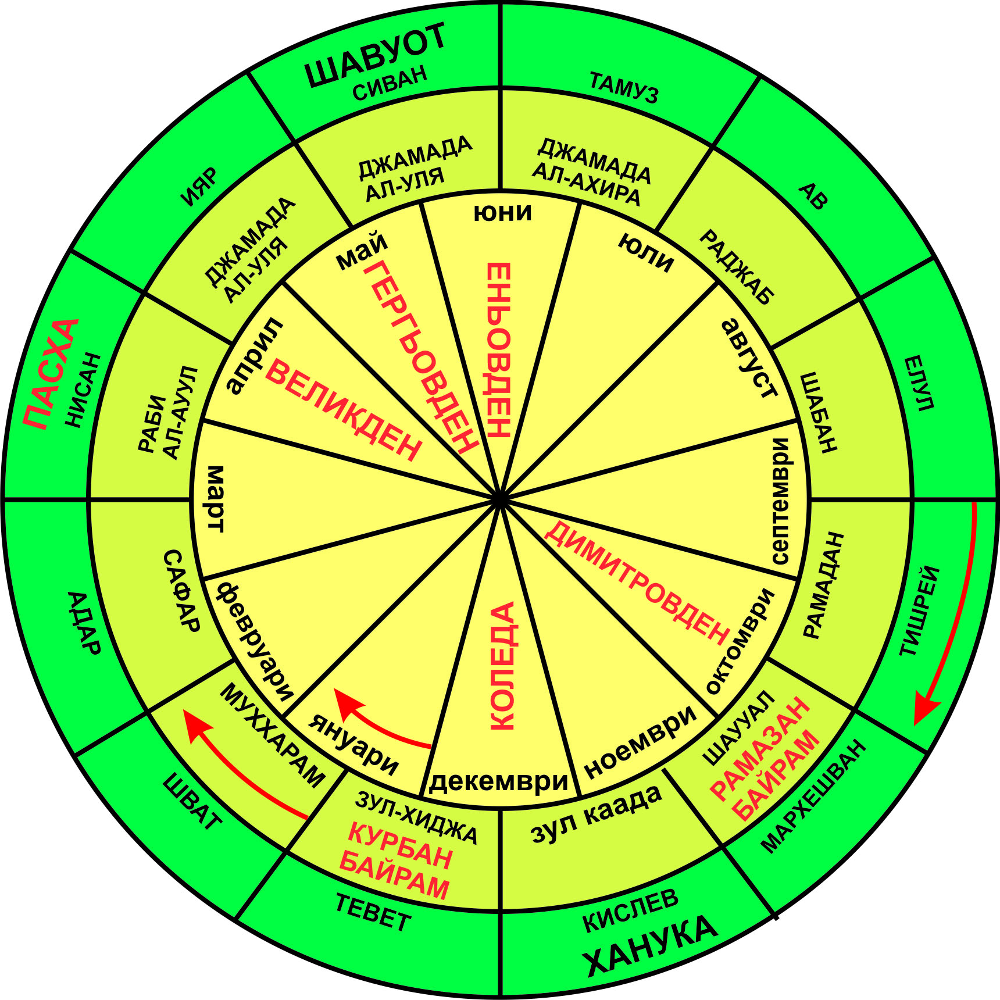 ШАВУОТ
СИВАН
ТАМУЗ
АВ
ЕЛУЛ
ТИШРЕЙ
МАРХЕШВАН
КИСЛЕВ
ХАНУКА
ТЕВЕТ
ШВАТ
АДАР
ПАСХА
НИСАН
ИЯР
ДЖАМАДА
АЛ-УЛЯ
ДЖАМАДА
АЛ-АХИРА
РАДЖАБ
ШАБАН
РАМАДАН
ШАУУАЛ
РАМАЗАН
БАЙРАМ
зул каада
ЗУЛ-ХИДЖА
КУРБАН
БАЙРАМ
МУХХАРАМ
САФАР
РАБИ
АЛ-АУУЛ
ДЖАМАДА
АЛ-УЛЯ
юни
ЕНЬОВДЕН
юли
август
септември
октомври
ДИМИТРОВДЕН
ноември
декември
КОЛЕДА
януари
февруари
март
април
ВЕЛИКДЕН
май
ГЕРГЬОВДЕН